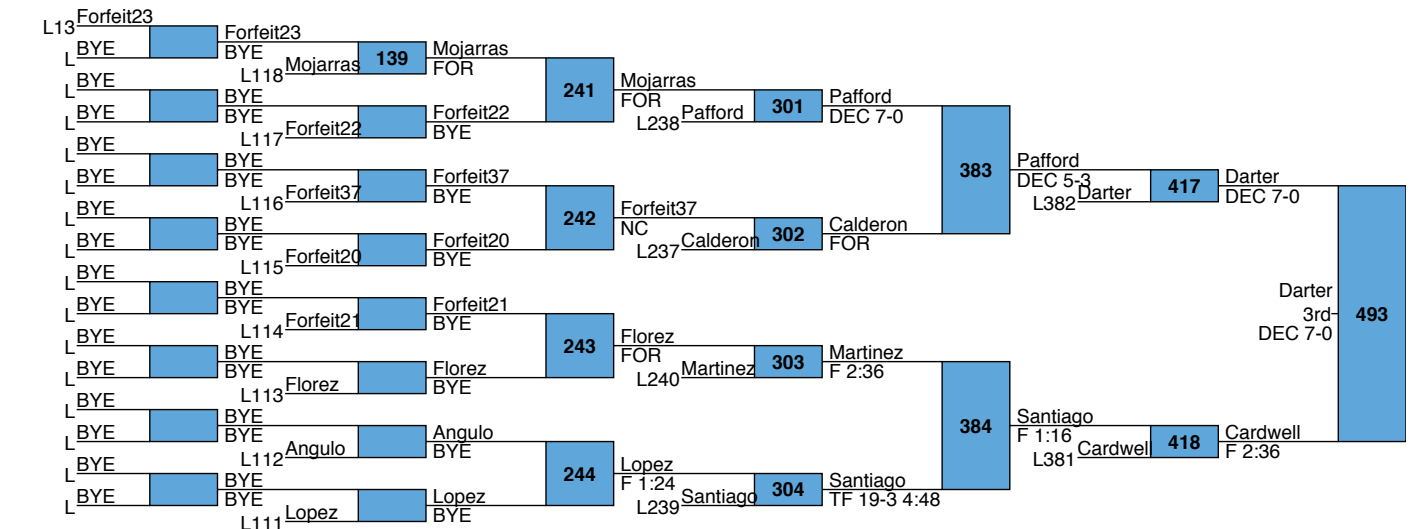 Forfeit23
L13
BYE
L
Forfeit23
BYE
L118 Mojarras
139
Mojarras
FOR
BYE
L
BYE
L
BYE
BYE
L117 Forfeit22
Forfeit22
BYE
241
Mojarras
FOR
L238 Pafford
301
Pafford
DEC 7-0
BYE
L
BYE
L
BYE
BYE
L116 Forfeit37
Forfeit37
BYE
BYE
L
BYE
L
BYE
BYE
L115 Forfeit20
Forfeit20
BYE
242
Forfeit37
NC
L237 Calderon
302
Calderon
FOR
383
Pafford
DEC 5-3
L382 Darter
417
Darter
DEC 7-0
BYE
L
BYE
L
BYE
BYE
L114 Forfeit21
Forfeit21
BYE
BYE
L
BYE
L
BYE
BYE
L113 Florez
Florez
BYE
243
Florez
FOR
L240 Martinez
303
Martinez
F 2:36
BYE
L
BYE
L
BYE
BYE
L112 Angulo
Angulo
BYE
BYE
L
BYE
L
BYE
BYE
L111 Lopez
Lopez
BYE
244
Lopez
F 1:24
L239 Santiago
304
Santiago
TF 19-3 4:48
384
Santiago
F 1:16
L381 Cardwell
418
Cardwell
F 2:36
493
Darter
3rd
DEC 7-0